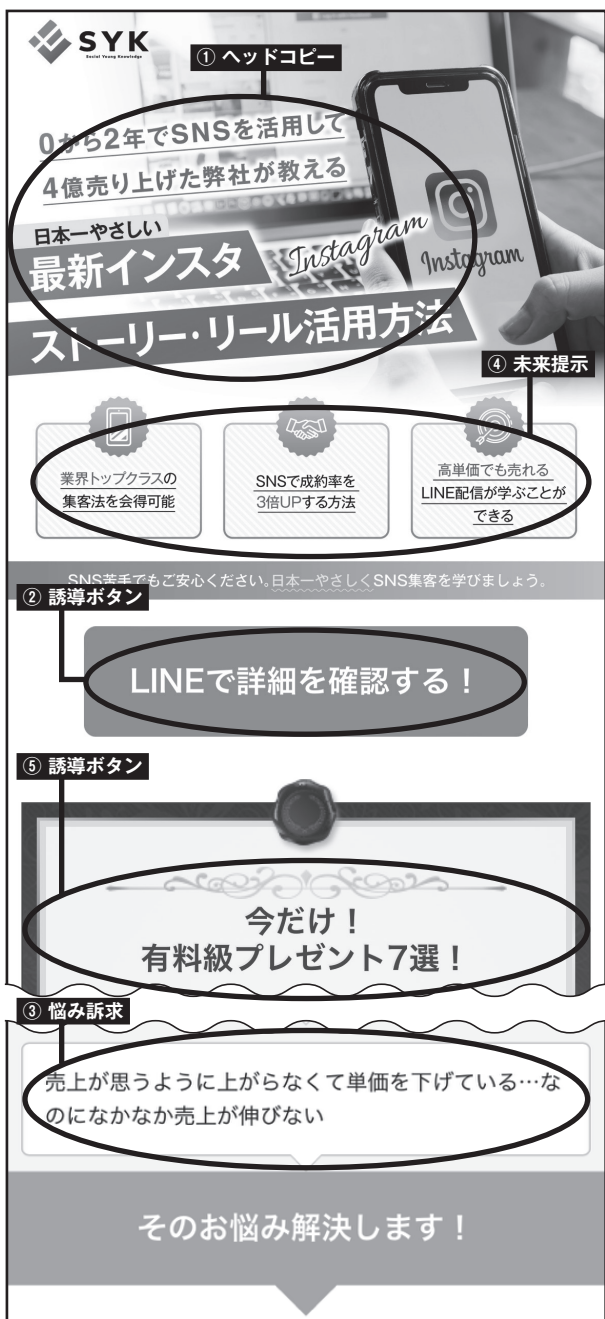 SYK
Social Young Knowledge
① ヘッドコピー
0から2年でSNSを活用して
4億売り上げた弊社が教える
日本一やさしい
最新インスタ
Instagram
Instagram
ストーリー・リール活用方法
④ 未来提示
業界トップクラスの
集客法を会得可能
SNSで成約率を
3倍UPする方法
高単価でも売れる
LINE配信が学ぶことが
できる
SNS苦手でもご安心ください。日本一やさしくSNS集客を学びましょう。
② 誘導ボタン
LINEで詳細を確認する！
⑤ 誘導ボタン
今だけ！
有料級プレゼント7選！
③ 悩み訴求
売上が思うように上がらなくて単価を下げている…な
のになかなか売上が伸びない
そのお悩み解決します！